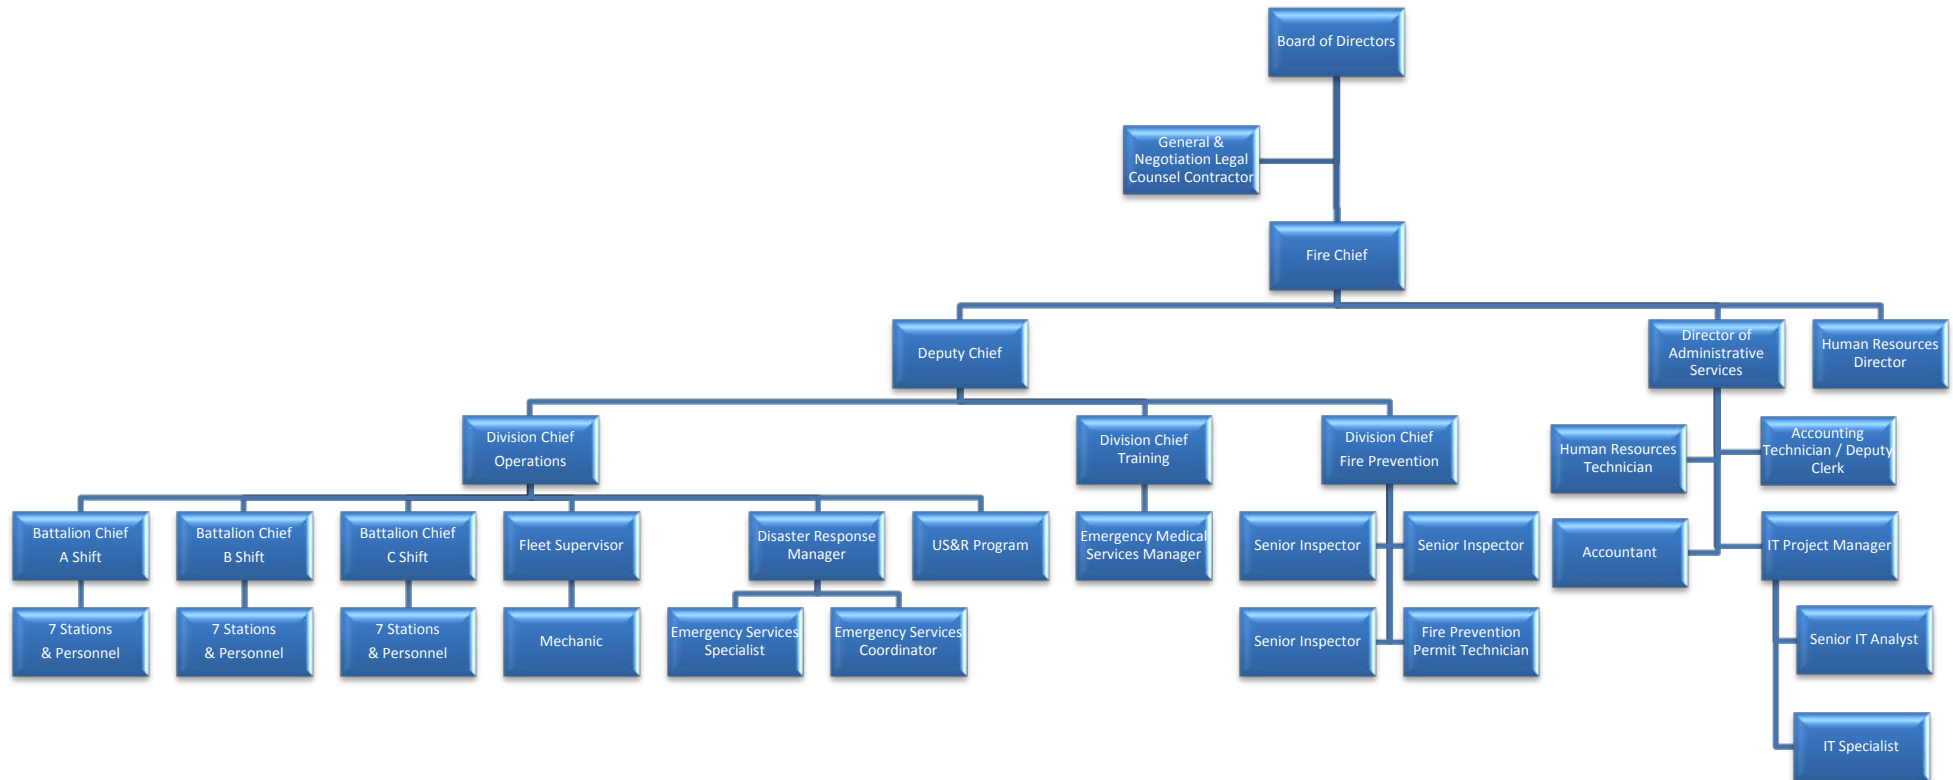 Board of Directors
General &
Negotiation Legal
Counsel Contractor
Fire Chief
Deputy Chief
Director of
Administrative
Services
Human Resources
Director
Division Chief
Operations
Division Chief
Training
Division Chief
Fire Prevention
Human Resources
Technician
Accounting
Technician / Deputy
Clerk
Battalion Chief
A Shift
Battalion Chief
B Shift
Battalion Chief
C Shift
Fleet Supervisor
Disaster Response
Manager
US&R Program
Emergency Medical
Services Manager
Senior Inspector
Senior Inspector
Accountant
IT Project Manager
7 Stations
& Personnel
7 Stations
& Personnel
7 Stations
& Personnel
Mechanic
Emergency Services
Specialist
Emergency Services
Coordinator
Senior Inspector
Fire Prevention
Permit Technician
Senior IT Analyst
IT Specialist